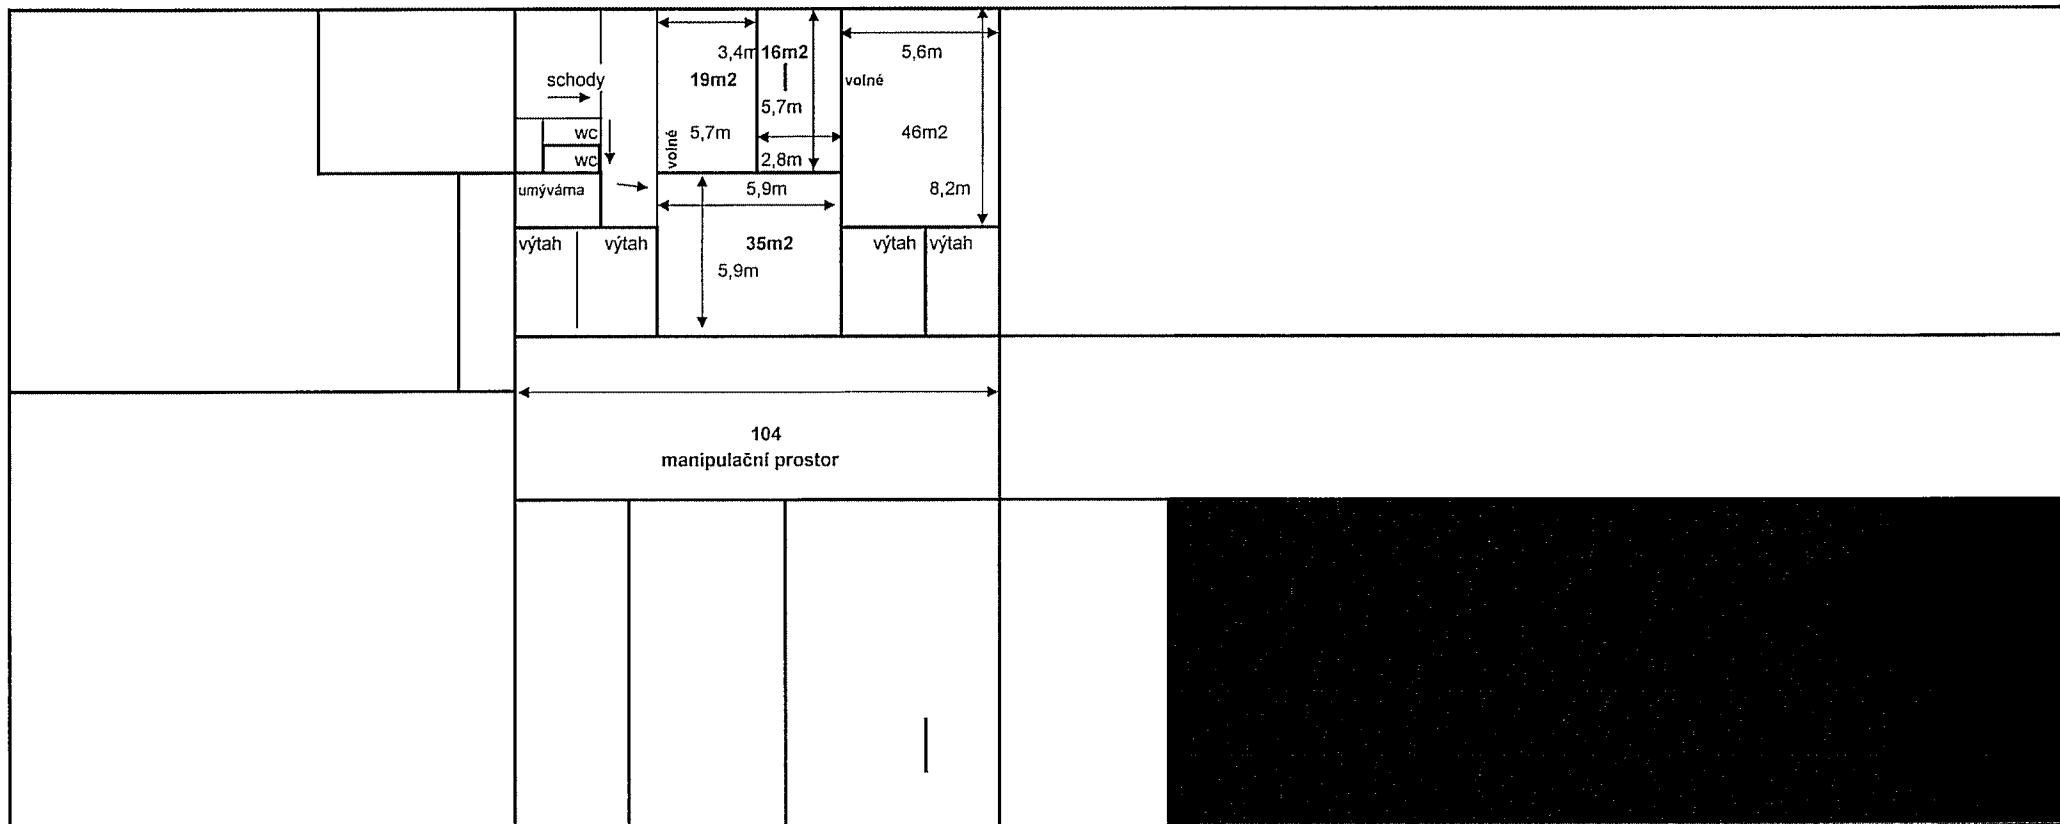 schody
wc
wc
umývárna
výtah
výtah
3,4m
19m2
5,7m
volné
16m2
5,7m
2,8m
5,9m
35m2
5,9m
5,6m
volné
46m2
8,2m
výtah
výtah
104
manipulační prostor